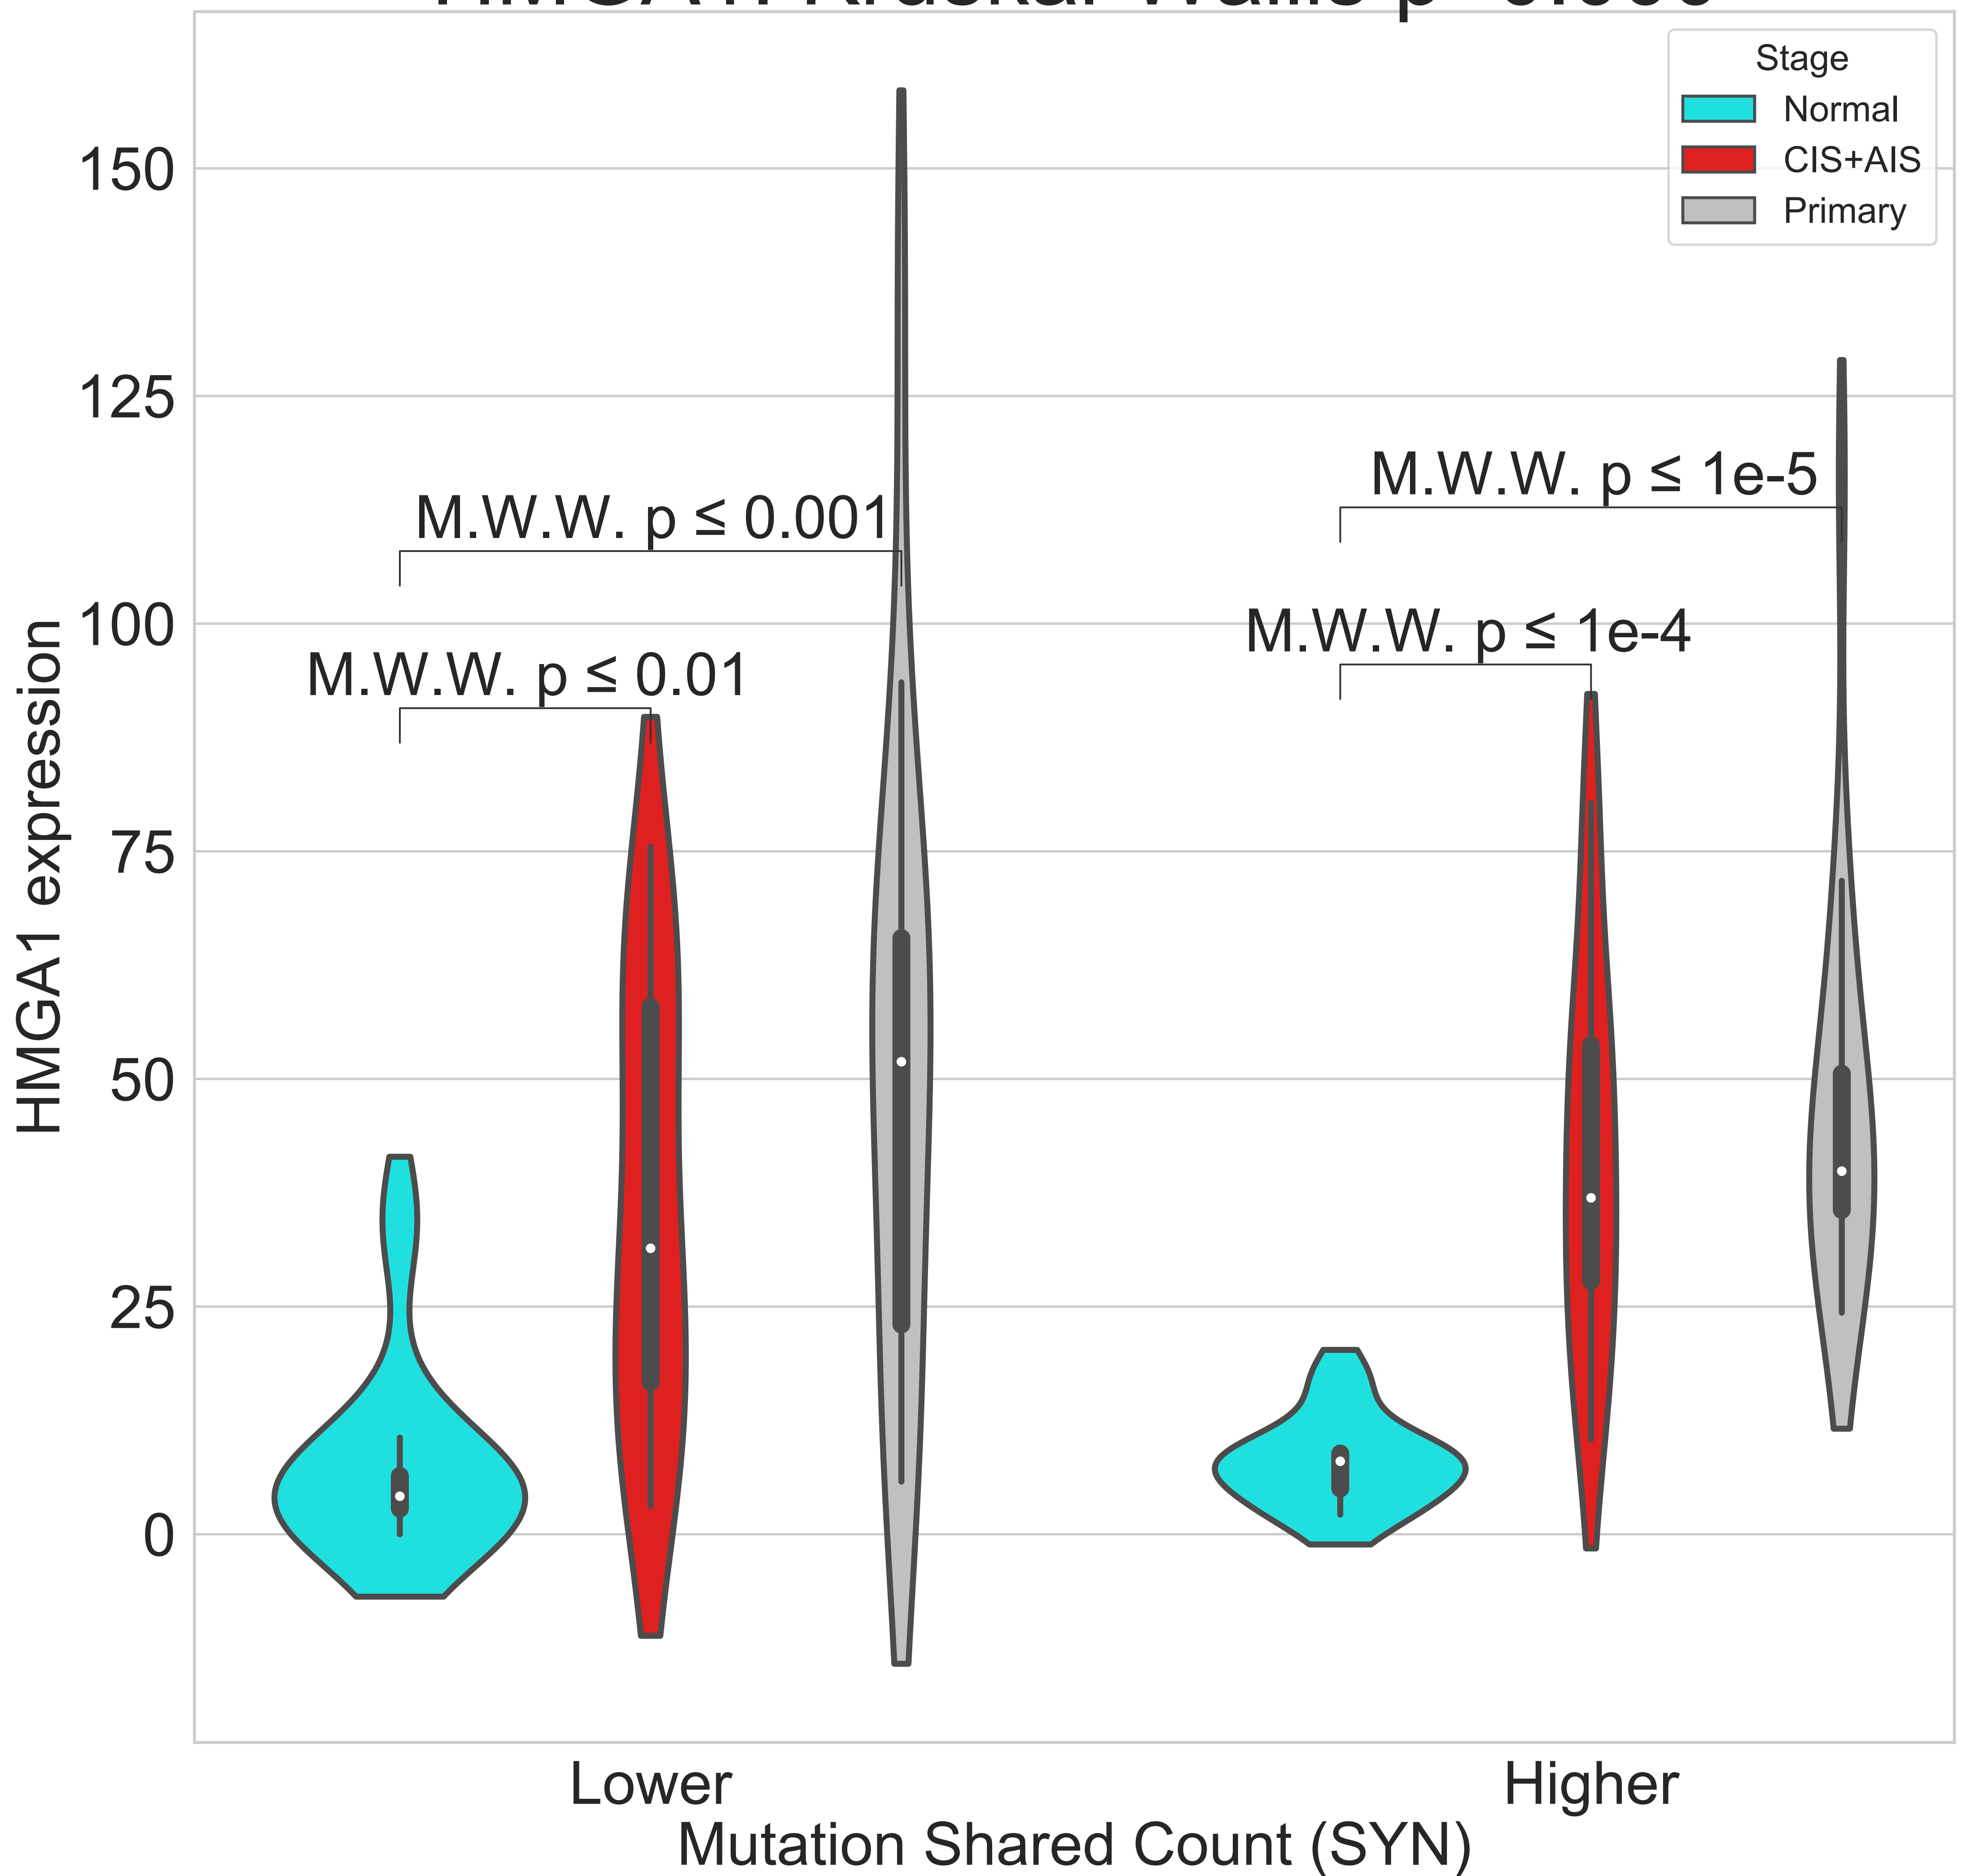 Stage
Normal
CIS+AIS
Primary
150
125
100
75
50
25
0
HMGA1 expression
M.W.W. p ≤ 0.001
M.W.W. p ≤ 0.01
M.W.W. p ≤ 1e-5
M.W.W. p ≤ 1e-4
Lower
Higher
Mutation Shared Count (SYN)